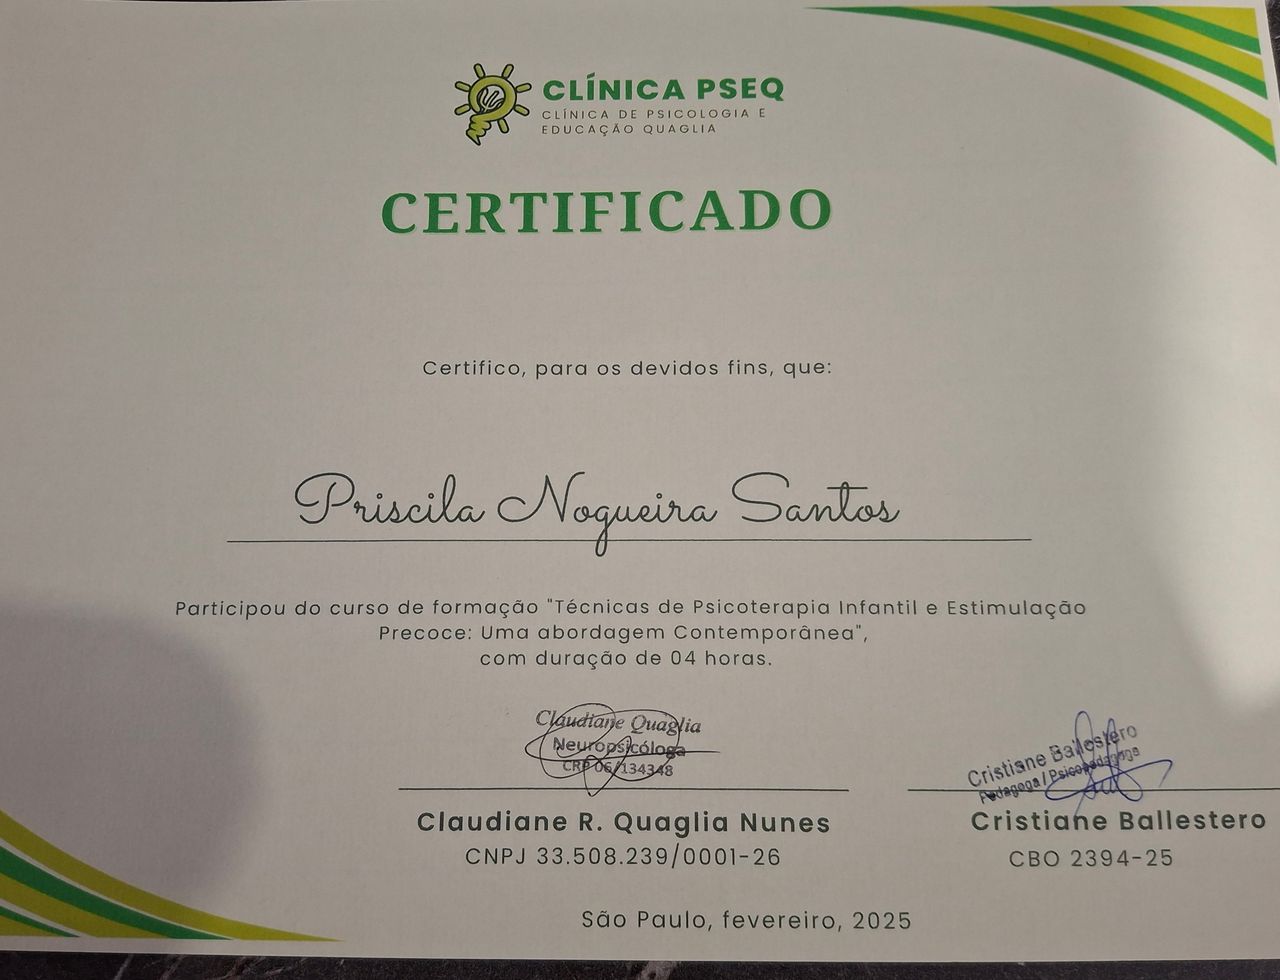 CLÍNICA PSEQ
CLÍNICA DE PSICOLOGIA E
EDUCAÇÃO QUAGLIA
CERTIFICADO
Certifico, para os devidos fins, que:
Priscila Nogueira Santos
Participou do curso de formação "Técnicas de Psicoterapia Infantil e Estimulação
Precoce: Uma abordagem Contemporânea",
com duração de 04 horas.
Claudiane Quaglia
Neuropsicóloga
CRP 06/134348
Claudiane R. Quaglia Nunes
CNPJ 33.508.239/0001-26
Cristiane Ballestero
Pedagoga / Psicopedagoga
Cristiane Ballestero
CBO 2394-25
São Paulo, fevereiro, 2025